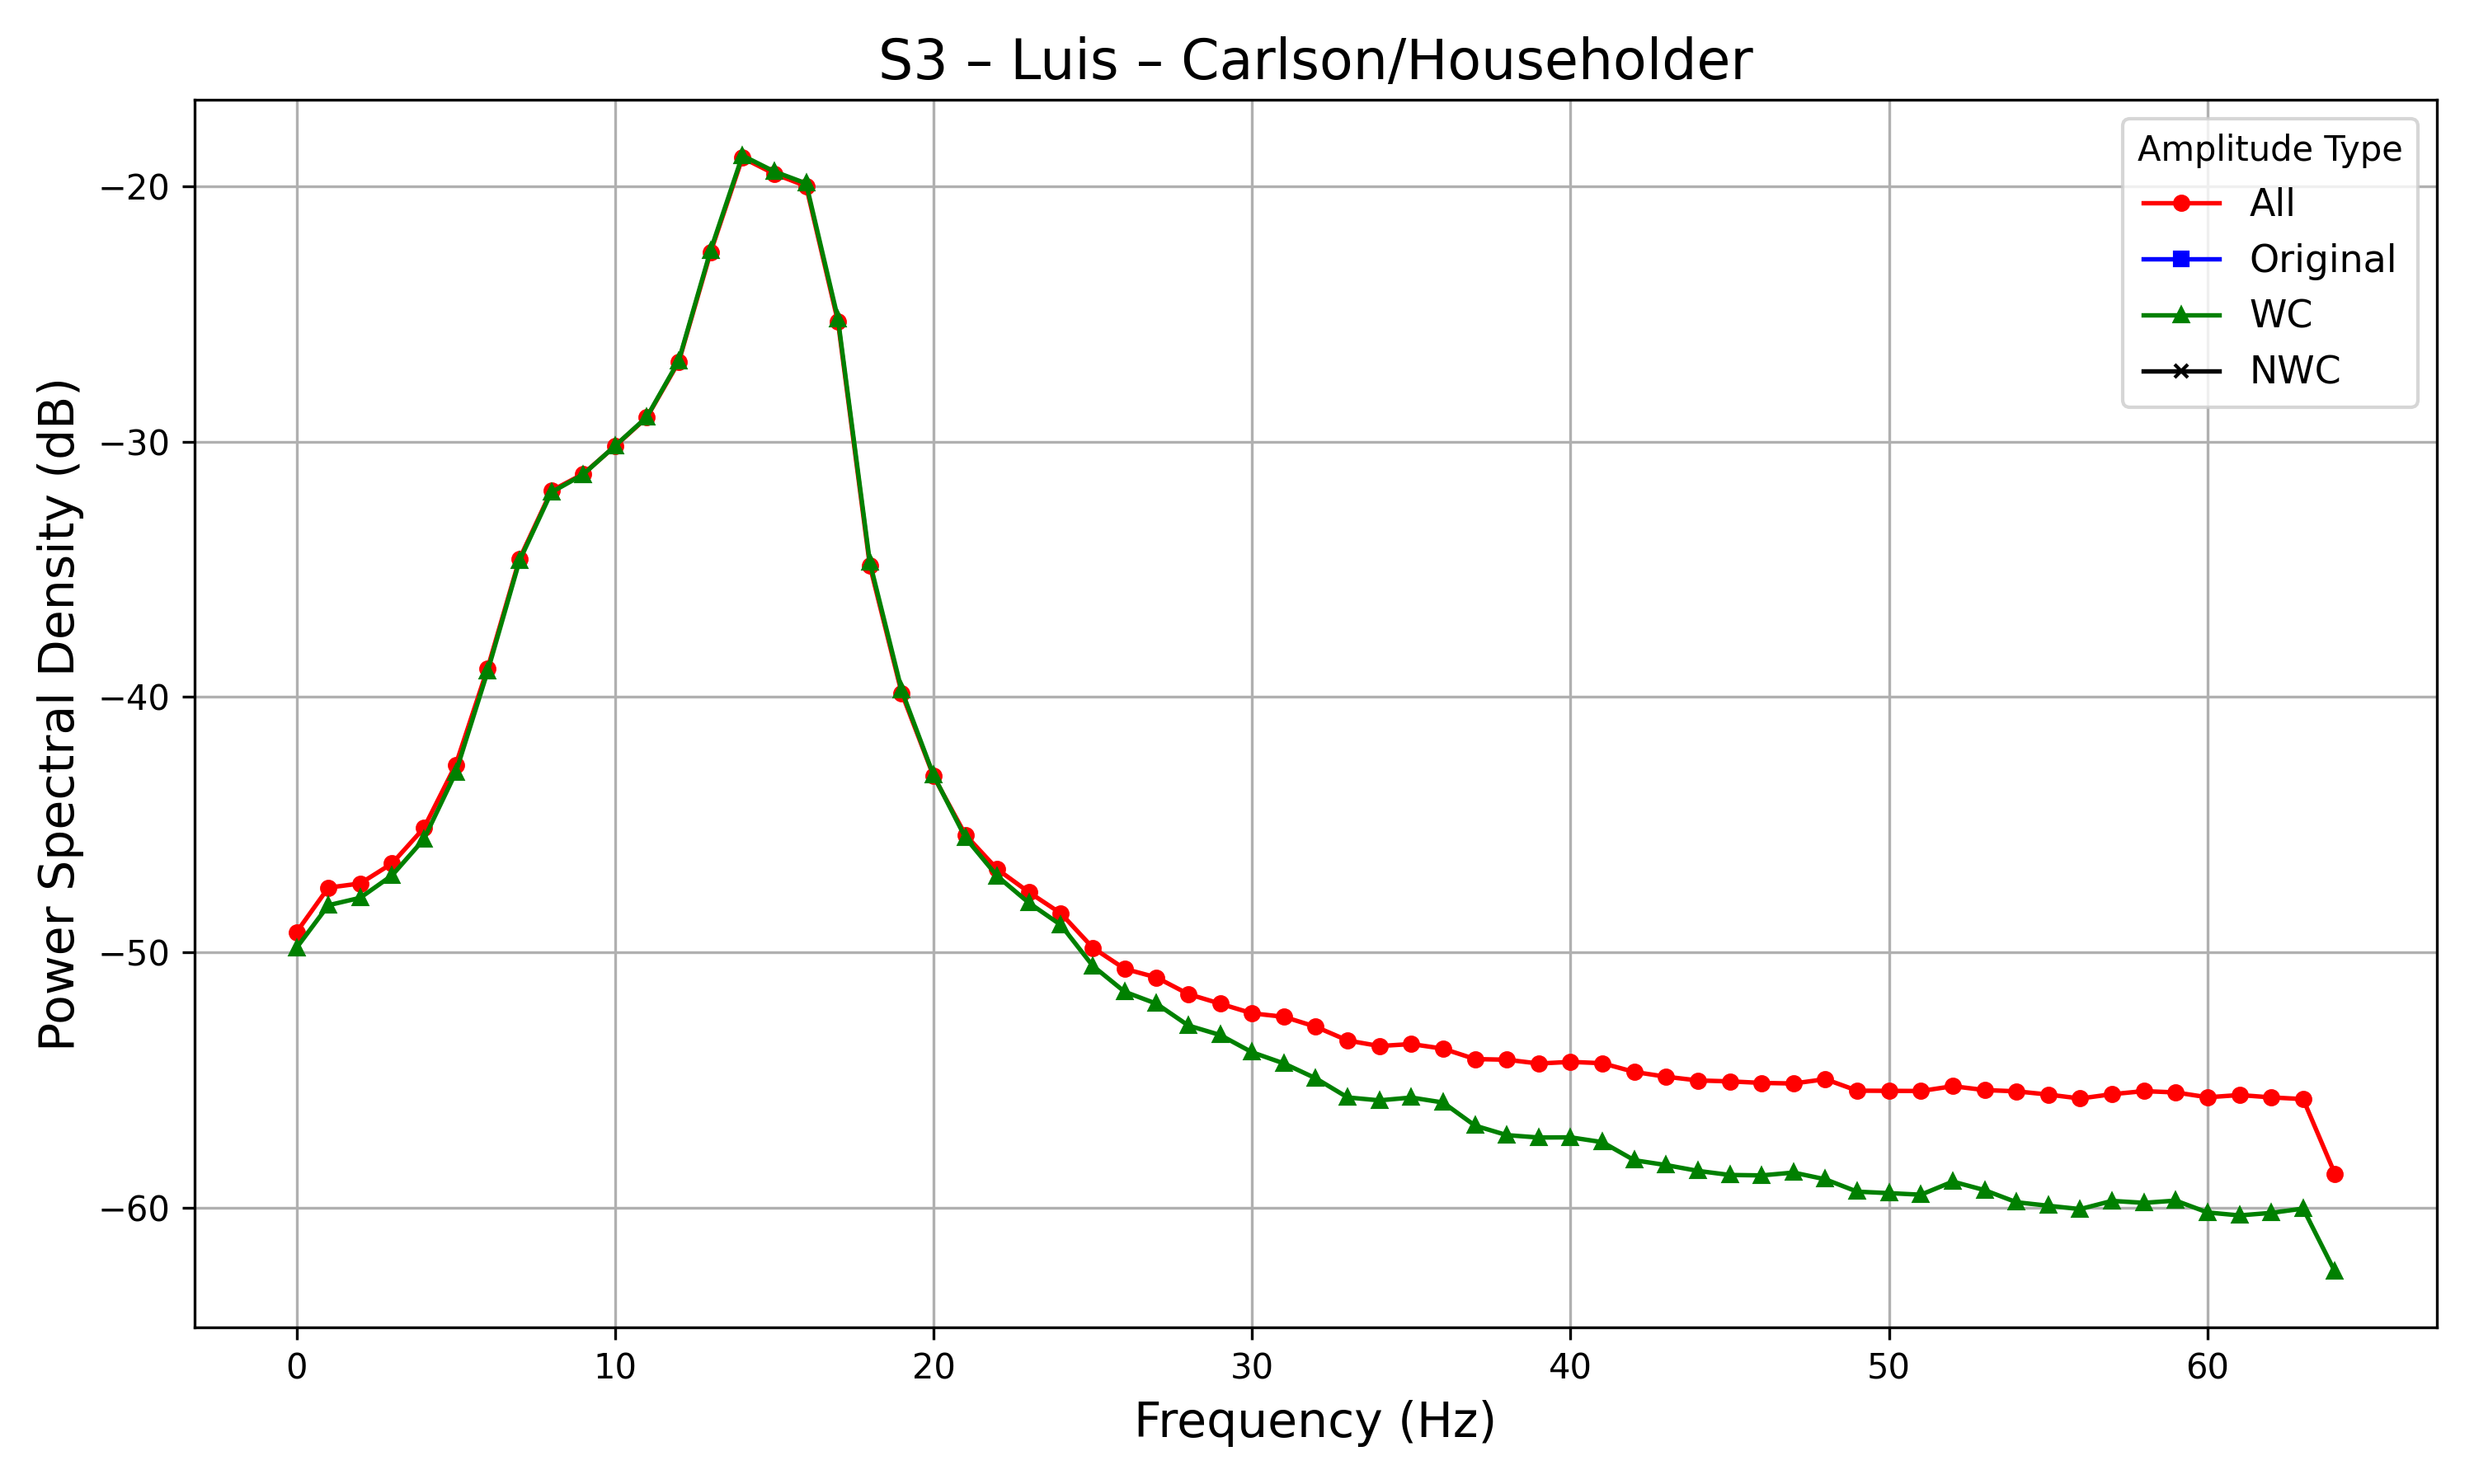 S3 – Luis – Carlson/Householder
Amplitude Type
All
Original
WC
NWC
Power Spectral Density (dB)
−20
−30
−40
−50
−60
0 10 20 30 40 50 60
Frequency (Hz)